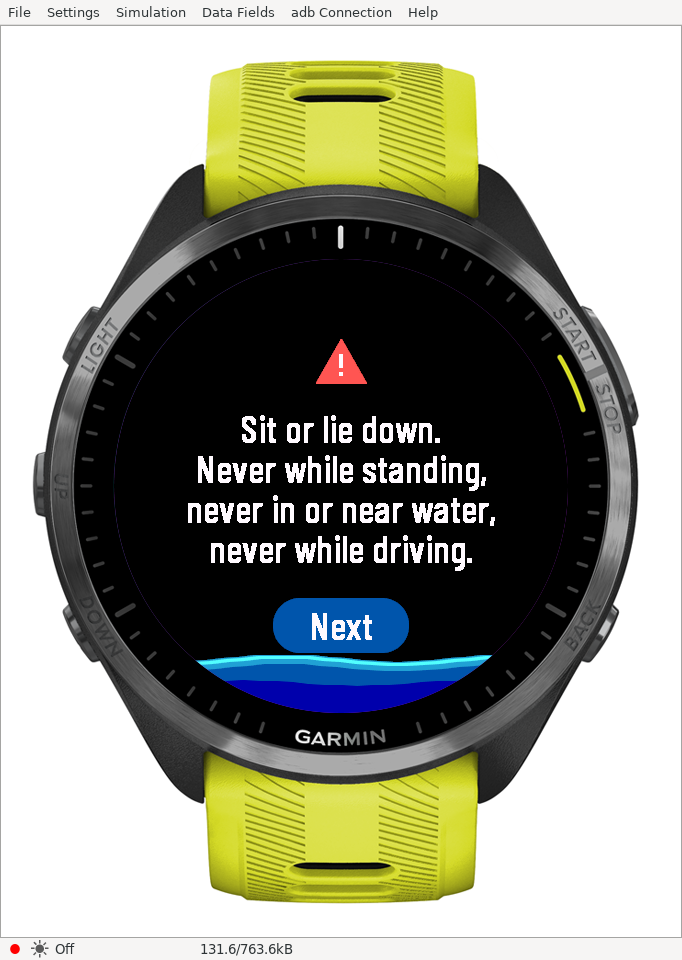 File Settings Simulation Data Fields adb Connection Help
LIGHT
START
STOP
UP
DOWN
BACK
!
Sit or lie down.
Never while standing,
never in or near water,
never while driving.
Next
GARMIN
Off 131.6/763.6kB